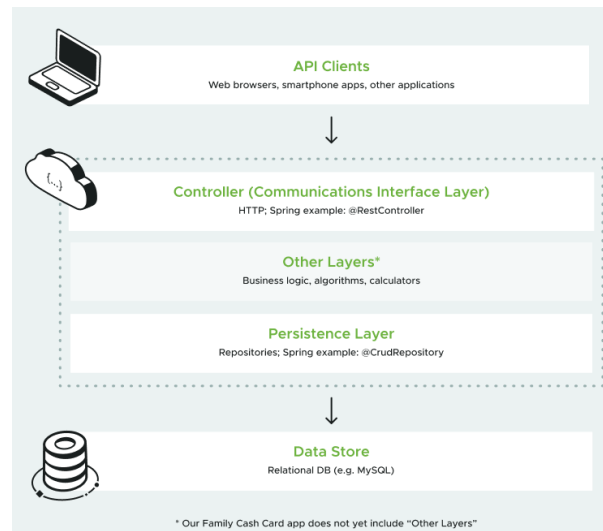 API Clients
Web browsers, smartphone apps, other applications
{...}
Controller (Communications Interface Layer)
HTTP; Spring example: @RestController
Other Layers*
Business logic, algorithms, calculators
Persistence Layer
Repositories; Spring example: @CrudRepository
Data Store
Relational DB (e.g. MySQL)
* Our Family Cash Card app does not yet include “Other Layers”